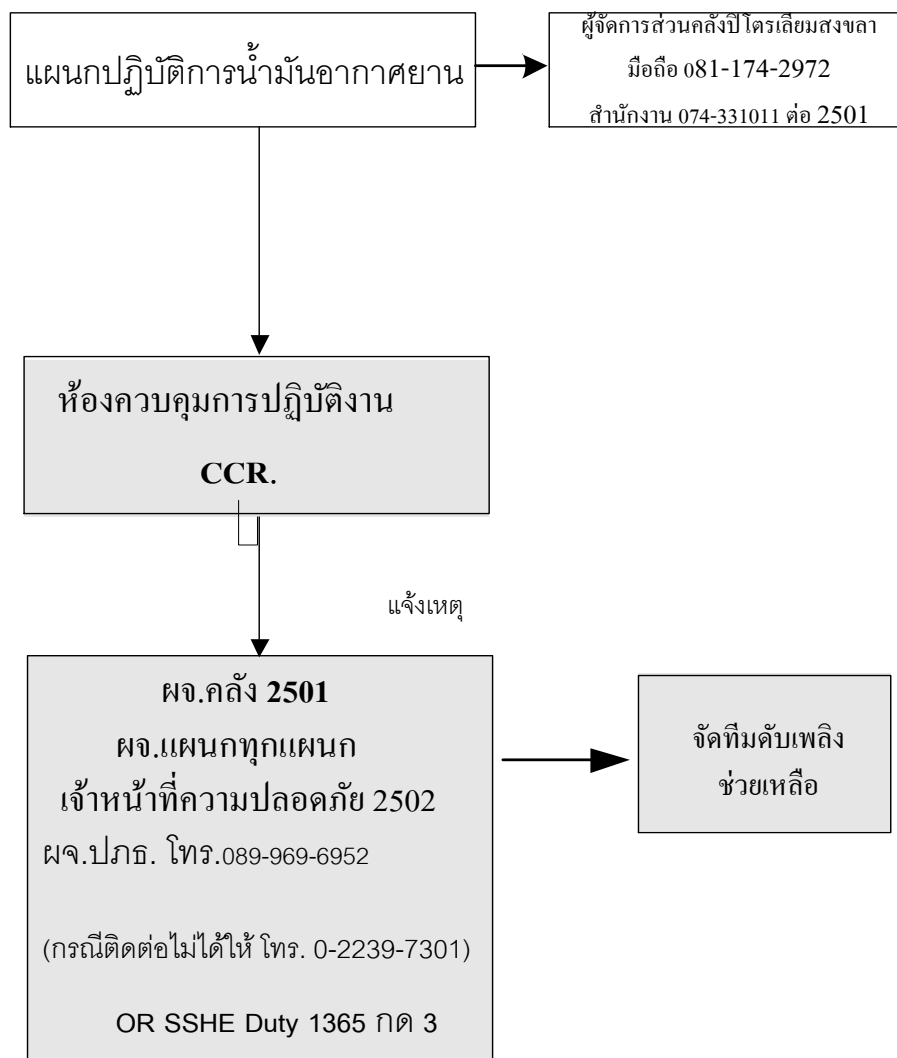 แผนกปฏิบัติการน้ำมันอากาศยาน
ผู้จัดการส่วนคลังปิโตรเลียมสงขลา
มือถือ 081-174-2972
สำนักงาน 074-331011 ต่อ 2501
ห้องควบคุมการปฏิบัติงาน
CCR.
แจ้งเหตุ
ผจ.คลัง 2501
ผจ.แผนกทุกแผนก
เจ้าหน้าที่ความปลอดภัย 2502
ผจ.ปภธ. โทร.089-969-6952
(กรณีติดต่อไม่ได้ให้ โทร. 0-2239-7301)
OR SSHE Duty 1365 กด 3
จัดทีมดับเพลิง
ช่วยเหลือ